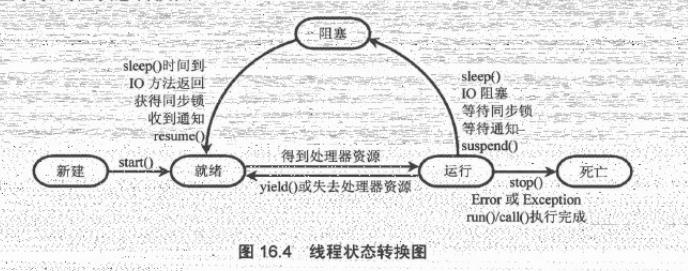 阻塞
sleep()时间到
IO 方法返回
获得同步锁
收到通知
resume()
sleep()
IO 阻塞
等待同步锁
等待通知
suspend()
新建
start()
就绪
得到处理器资源
yield()或失去处理器资源
运行
stop()
Error 或 Exception
run()/call()执行完成
死亡
图 16.4 线程状态转换图